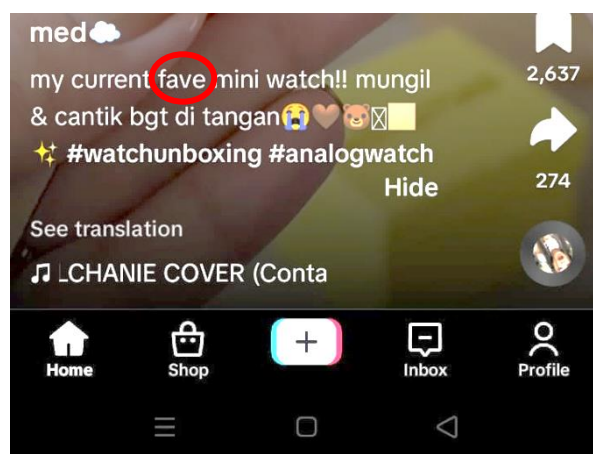 med☁️
my current fave mini watch!! mungil
& cantik bgt di tangan😭🤎🐻🟨
✨ #watchunboxing #analogwatch
Hide
2,637
274
See translation
LCHANIE COVER (Conta
Home Shop Inbox Profile